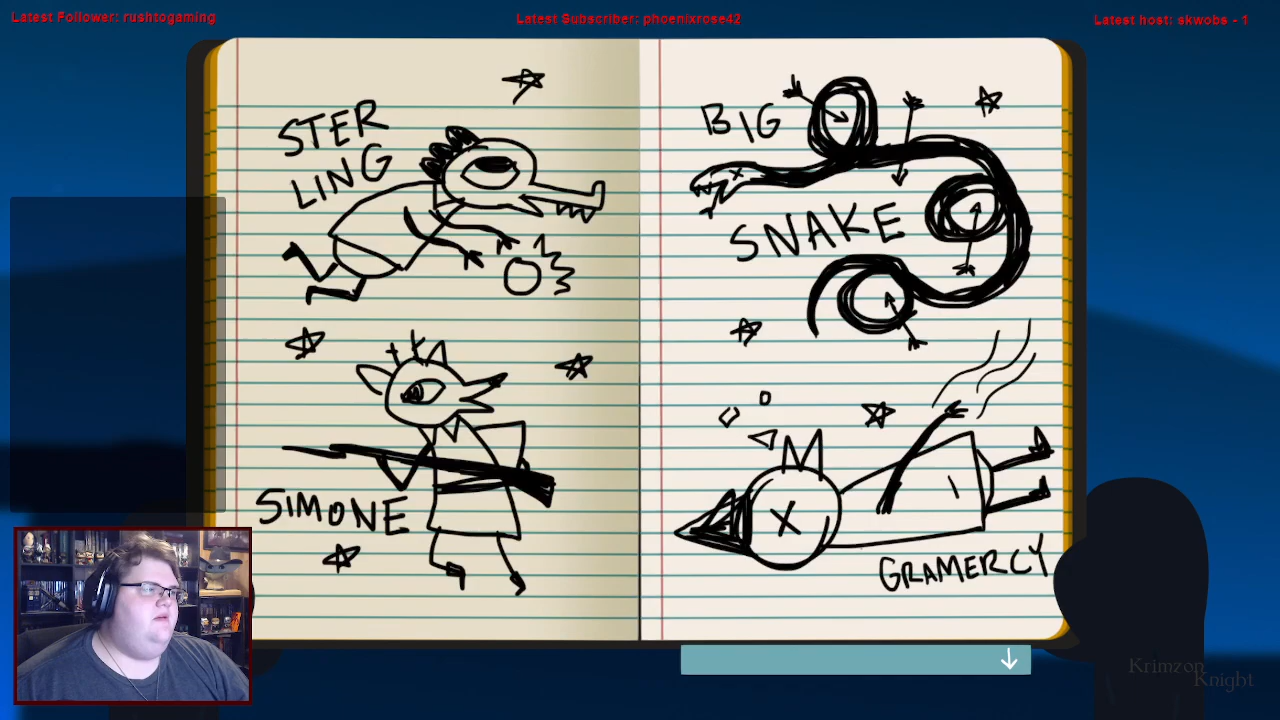 Latest Follower: rushtogaming
Latest Subscriber: phoenixrose42
Latest host: skwobs - 1
STER
LING
BIG
SNAKE
SIMONE
GRAMERCY
Krimzon
Knight